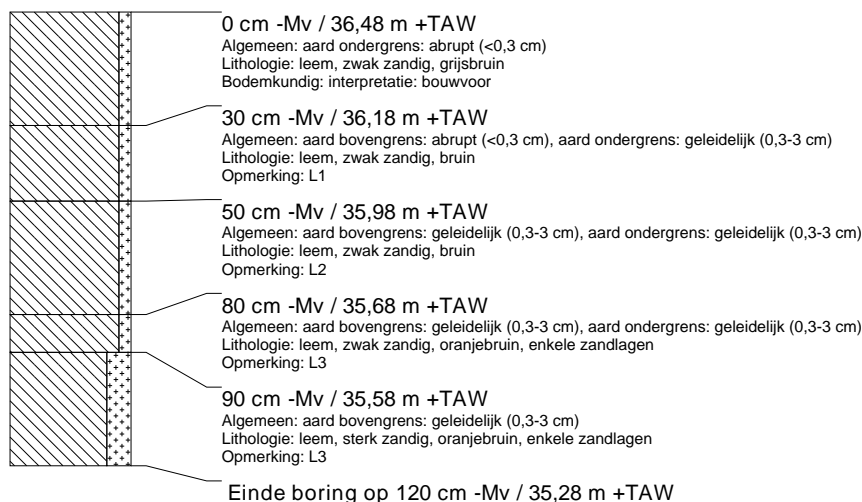 0 cm -Mv / 36,48 m +TAW
Algemeen: aard ondergrens: abrupt (<0,3 cm)
Lithologie: leem, zwak zandig, grijsbruin
Bodemkundig: interpretatie: bouwvoor
30 cm -Mv / 36,18 m +TAW
Algemeen: aard bovengrens: abrupt (<0,3 cm), aard ondergrens: geleidelijk (0,3-3 cm)
Lithologie: leem, zwak zandig, bruin
Opmerking: L1
50 cm -Mv / 35,98 m +TAW
Algemeen: aard bovengrens: geleidelijk (0,3-3 cm), aard ondergrens: geleidelijk (0,3-3 cm)
Lithologie: leem, zwak zandig, bruin
Opmerking: L2
80 cm -Mv / 35,68 m +TAW
Algemeen: aard bovengrens: geleidelijk (0,3-3 cm), aard ondergrens: geleidelijk (0,3-3 cm)
Lithologie: leem, zwak zandig, oranjebruin, enkele zandlagen
Opmerking: L3
90 cm -Mv / 35,58 m +TAW
Algemeen: aard bovengrens: geleidelijk (0,3-3 cm)
Lithologie: leem, sterk zandig, oranjebruin, enkele zandlagen
Opmerking: L3
Einde boring op 120 cm -Mv / 35,28 m +TAW